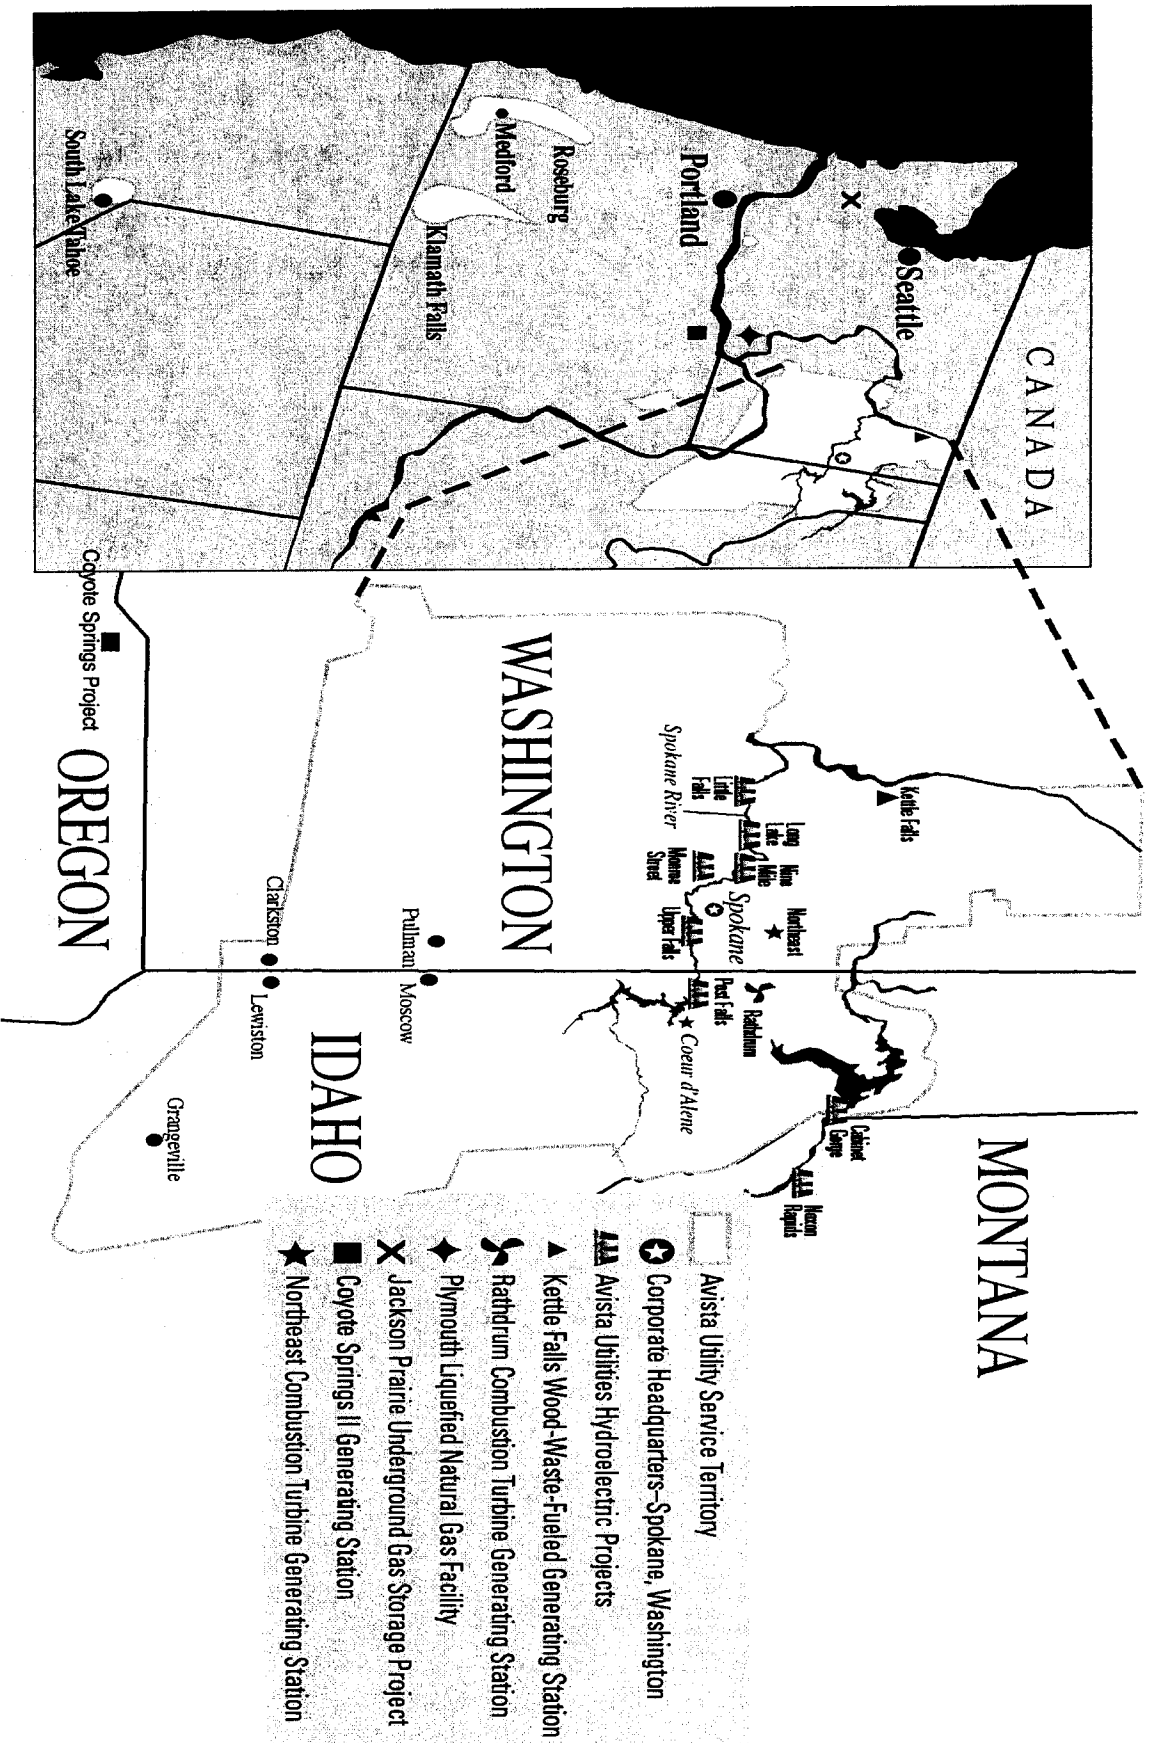 CANADA
Seattle
Portland
Roseburg
Medford
Klamath Falls
South Lake Tahoe
MONTANA
Kettle Falls
Long
Lake
Nine
Mile
Little
Falls
Spokane River
Monroe
Street
Northeast
Spokane
Upper Falls
Post Falls
Rathdrum
Coeur d'Alene
Cabinet
Gorge
Noxon
Rapids
WASHINGTON
Pullman
Moscow
IDAHO
Clarkston
Lewiston
Grangeville
Coyote Springs Project
OREGON
Avista Utility Service Territory
Corporate Headquarters–Spokane, Washington
Avista Utilities Hydroelectric Projects
Kettle Falls Wood-Waste-Fueled Generating Station
Rathdrum Combustion Turbine Generating Station
Plymouth Liquefied Natural Gas Facility
Jackson Prairie Underground Gas Storage Project
Coyote Springs II Generating Station
Northeast Combustion Turbine Generating Station